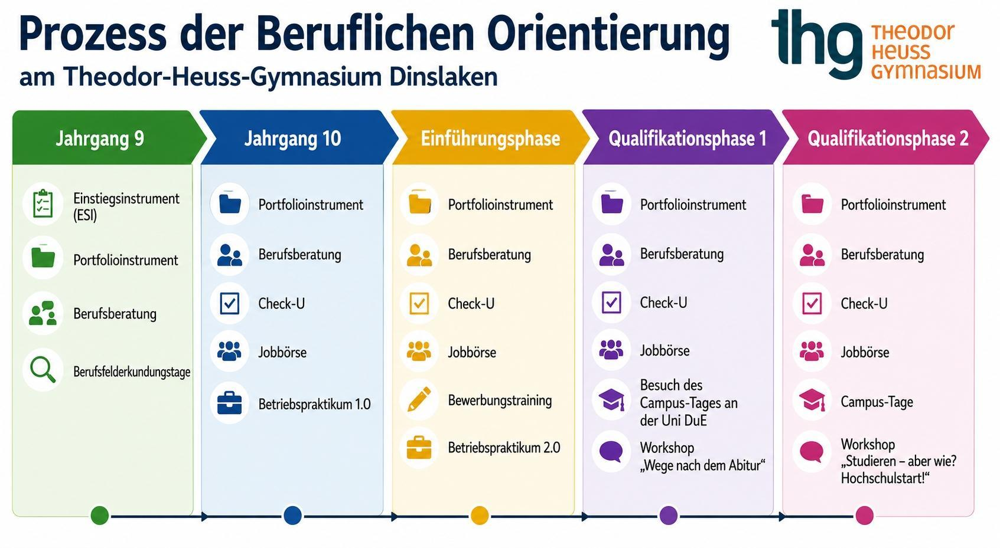 Prozess der Beruflichen Orientierung
am Theodor-Heuss-Gymnasium Dinslaken
thg
THEODOR
HEUSS
GYMNASIUM
Jahrgang 9
Einstiegsinstrument
(ESI)
Portfolioinstrument
Berufsberatung
Berufsfelderkundungstage
Jahrgang 10
Portfolioinstrument
Berufsberatung
Check-U
Jobbörse
Betriebspraktikum 1.0
Einführungsphase
Portfolioinstrument
Berufsberatung
Check-U
Jobbörse
Bewerbungstraining
Betriebspraktikum 2.0
Qualifikationsphase 1
Portfolioinstrument
Berufsberatung
Check-U
Jobbörse
Besuch des
Campus-Tages an
der Uni DuE
Workshop
„Wege nach dem Abitur“
Qualifikationsphase 2
Portfolioinstrument
Berufsberatung
Check-U
Jobbörse
Campus-Tage
Workshop
„Studieren – aber wie?
Hochschulstart!“